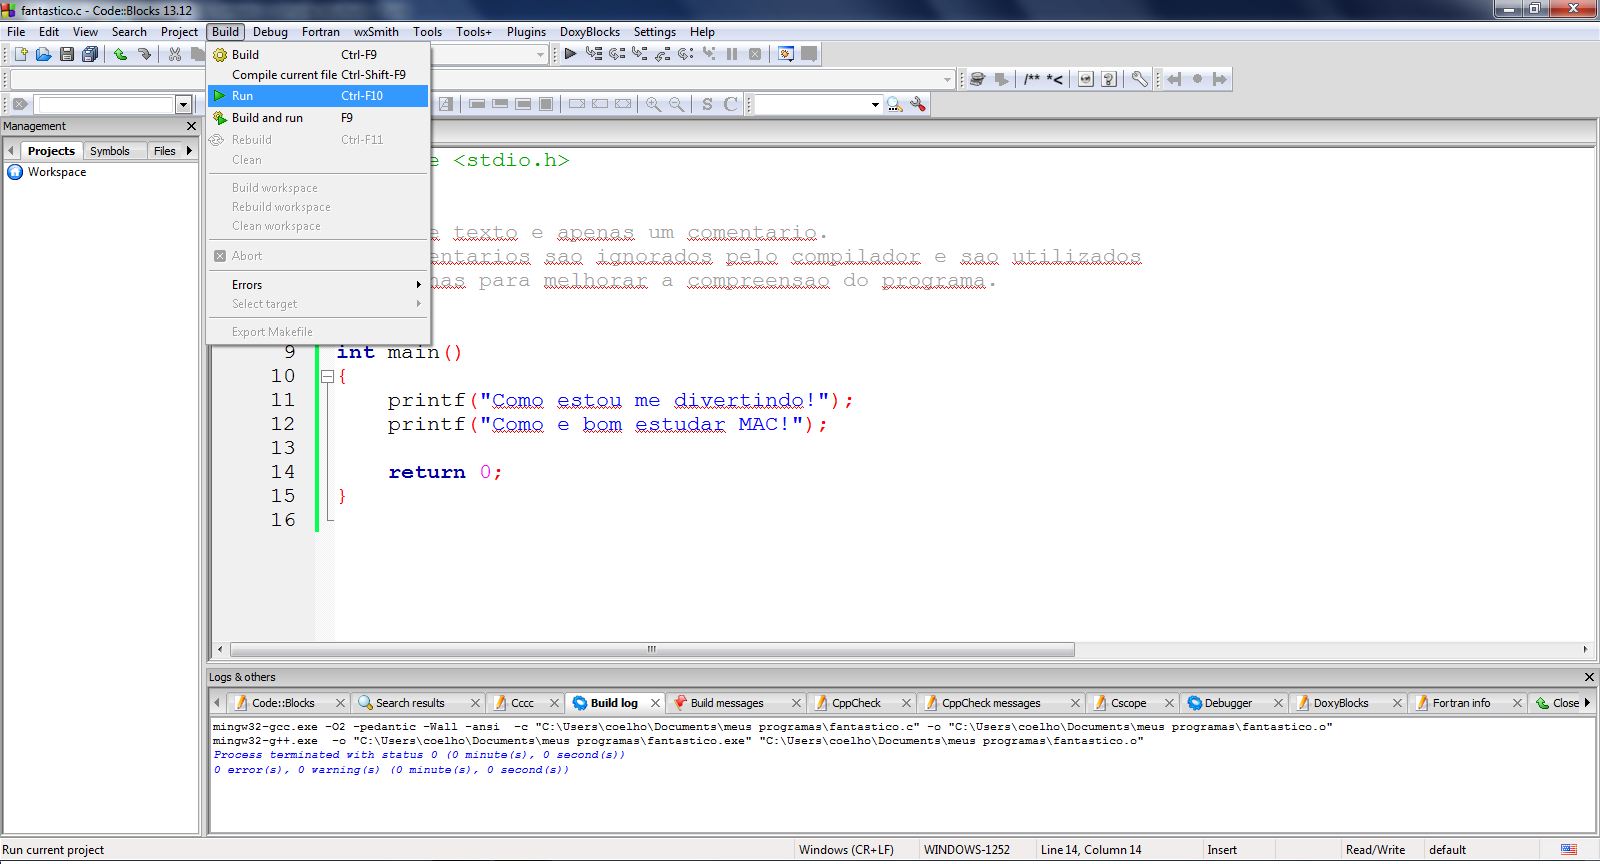 fantastico.c - Code::Blocks 13.12
File Edit View Search Project Build Debug Fortran wxSmith Tools Tools+ Plugins DoxyBlocks Settings Help
Build Ctrl-F9
Compile current file Ctrl-Shift-F9
Run Ctrl-F10
Build and run F9
Rebuild Ctrl-F11
Clean
Build workspace
Rebuild workspace
Clean workspace
Abort
Errors
Select target
Export Makefile
/** *<
S C
Management
Projects Symbols Files
Workspace
e <stdio.h>
e texto e apenas um comentario.
entarios sao ignorados pelo compilador e sao utilizados
nas para melhorar a compreensao do programa.
9 int main()
10 {
11 printf("Como estou me divertindo!");
12 printf("Como e bom estudar MAC!");
13
14 return 0;
15 }
16
Logs & others
Code::Blocks Search results Cccc Build log Build messages CppCheck CppCheck messages Cscope Debugger DoxyBlocks Fortran info Close
mingw32-gcc.exe -O2 -pedantic -Wall -ansi -c "C:\Users\coelho\Documents\meus programas\fantastico.c" -o "C:\Users\coelho\Documents\meus programas\fantastico.o"
mingw32-g++.exe -o "C:\Users\coelho\Documents\meus programas\fantastico.exe" "C:\Users\coelho\Documents\meus programas\fantastico.o"
Process terminated with status 0 (0 minute(s), 0 second(s))
0 error(s), 0 warning(s) (0 minute(s), 0 second(s))
Run current project Windows (CR+LF) WINDOWS-1252 Line 14, Column 14 Insert Read/Write default